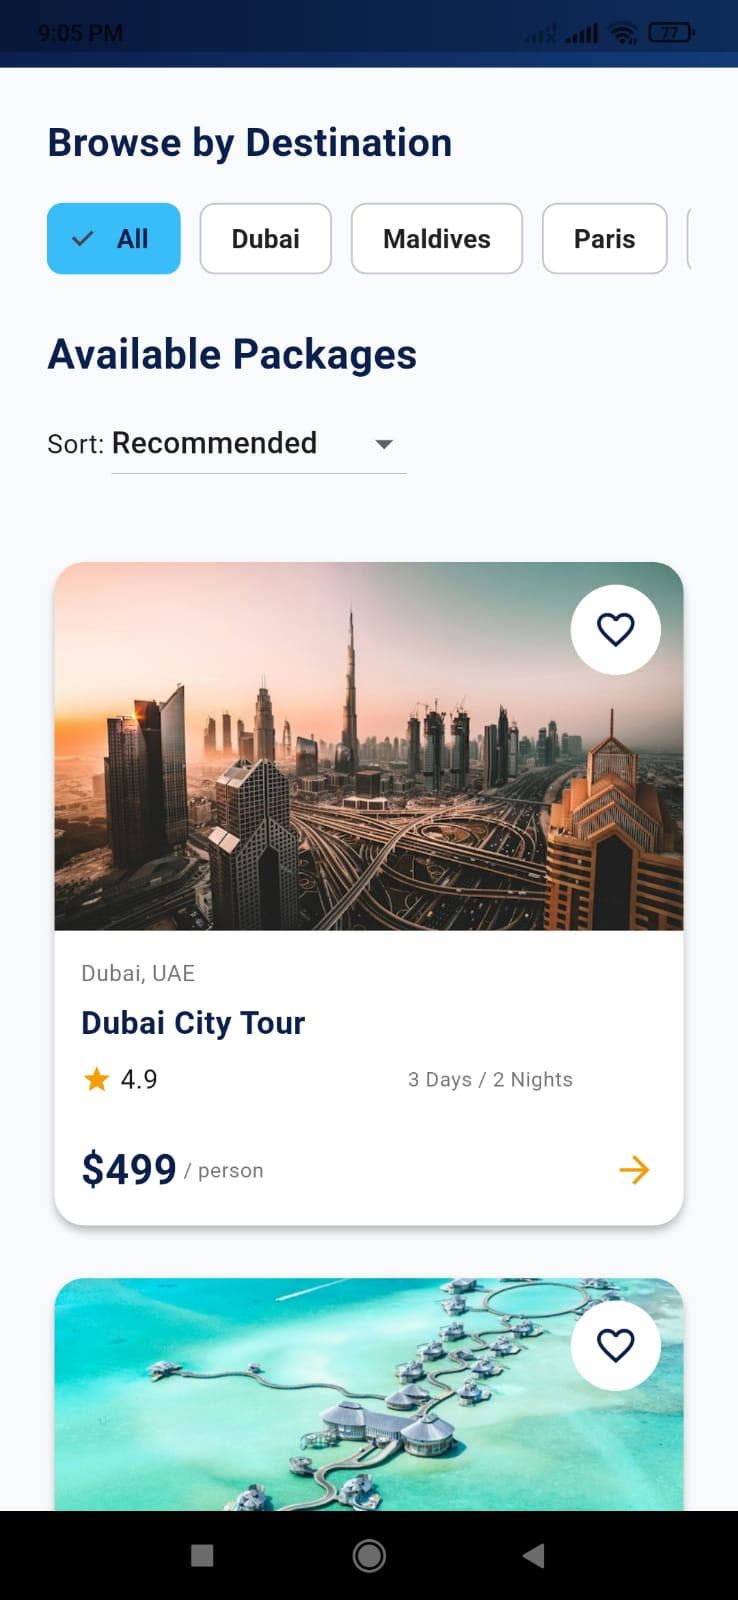 9:05 PM 77
Browse by Destination
All Dubai Maldives Paris
Available Packages
Sort: Recommended
Dubai, UAE
Dubai City Tour
4.9 3 Days / 2 Nights
$499 / person